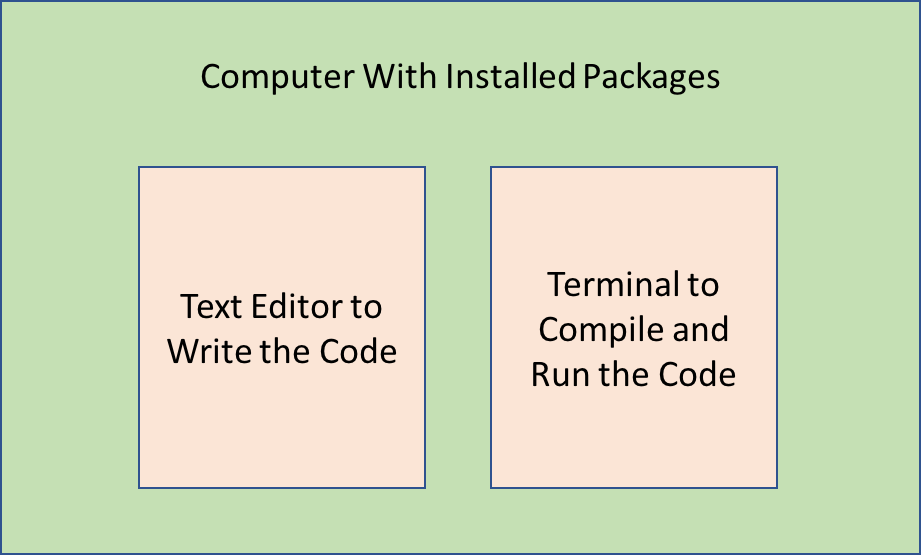 Computer With Installed Packages
Text Editor to
Write the Code
Terminal to
Compile and
Run the Code